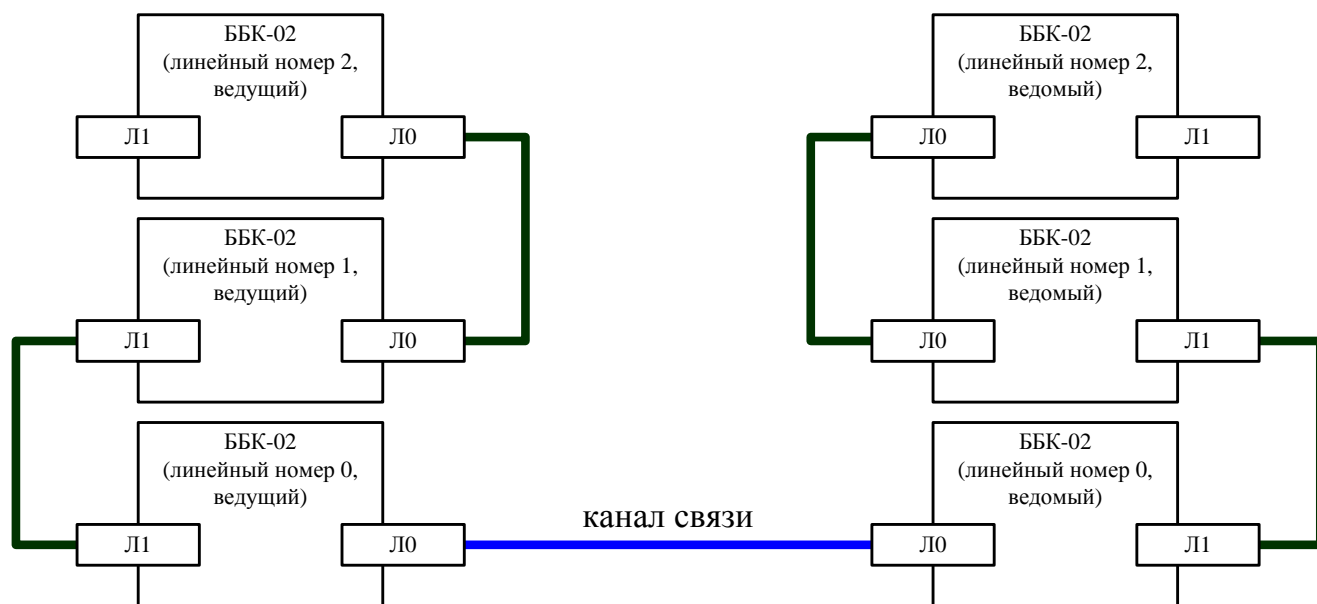 ББК-02
(линейный номер 2,
ведущий)
Л1
Л0
ББК-02
(линейный номер 2,
ведомый)
Л0
Л1
ББК-02
(линейный номер 1,
ведущий)
Л1
Л0
ББК-02
(линейный номер 1,
ведомый)
Л0
Л1
ББК-02
(линейный номер 0,
ведущий)
Л1
Л0
канал связи
ББК-02
(линейный номер 0,
ведомый)
Л0
Л1